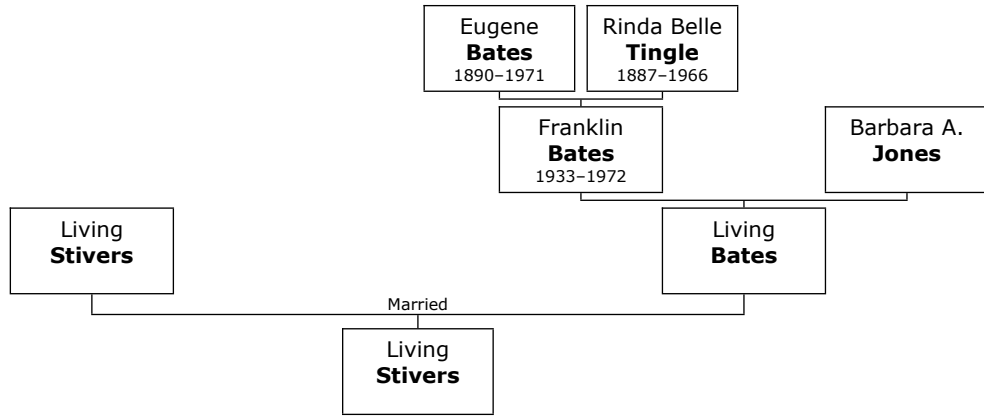 Eugene
Bates
1890–1971
Rinda Belle
Tingle
1887–1966
Franklin
Bates
1933–1972
Barbara A.
Jones
Living
Stivers
Living
Bates
Married
Living
Stivers